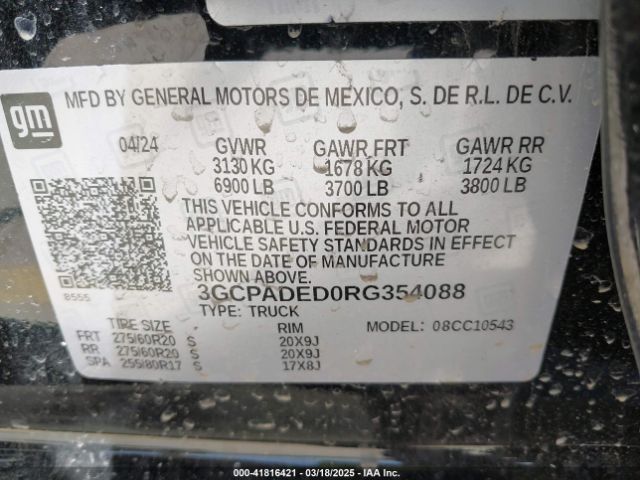 gm
MFD BY GENERAL MOTORS DE MEXICO, S. DE R.L. DE C.V.
04/24 GVWR GAWR FRT GAWR RR
3130 KG 1678 KG 1724 KG
6900 LB 3700 LB 3800 LB
THIS VEHICLE CONFORMS TO ALL
APPLICABLE U.S. FEDERAL MOTOR
VEHICLE SAFETY STANDARDS IN EFFECT
ON THE DATE OF MANUFACTURE
SHOWN ABOVE.
8555 3GCPADED0RG354088
TYPE: TRUCK MODEL: 08CC10543
TIRE SIZE RIM
FRT 275/60R20 S 20X9J
RR 275/60R20 S 20X9J
SPA 255/80R17 S 17X8J
000-41816421 - 03/18/2025 - IAA Inc.